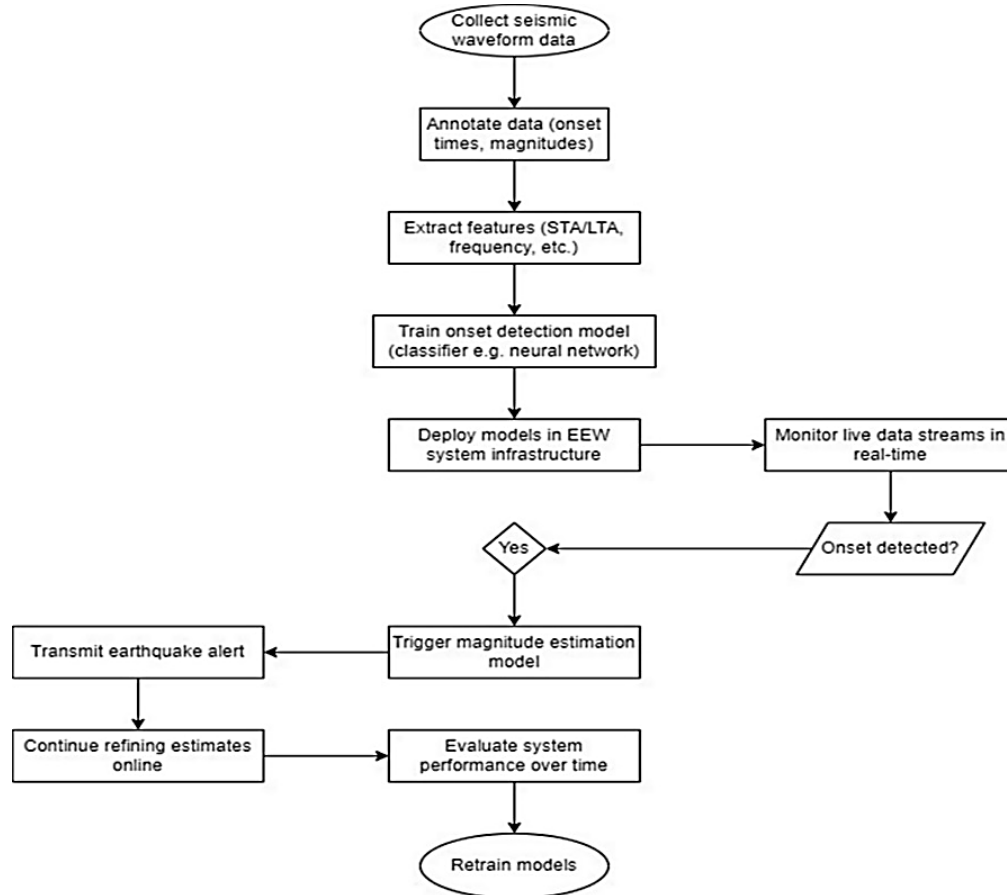 Collect seismic
waveform data
Annotate data (onset
times, magnitudes)
Extract features (STA/LTA,
frequency, etc.)
Train onset detection model
(classifier e.g. neural network)
Deploy models in EEW
system infrastructure
Monitor live data streams in
real-time
Onset detected?
Yes
Trigger magnitude estimation
model
Transmit earthquake alert
Continue refining estimates
online
Evaluate system
performance over time
Retrain models